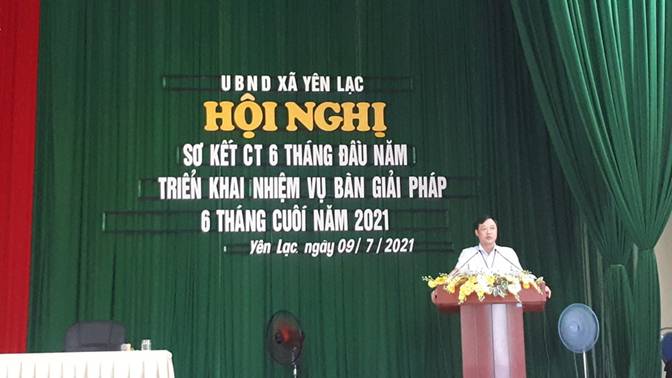 UBND XÃ YÊN LẠC
HỘI NGHỊ
SƠ KẾT CT 6 THÁNG ĐẦU NĂM
TRIỂN KHAI NHIỆM VỤ BÀN GIẢI PHÁP
6 THÁNG CUỐI NĂM 2021
Yên Lạc, ngày 09/7/2021